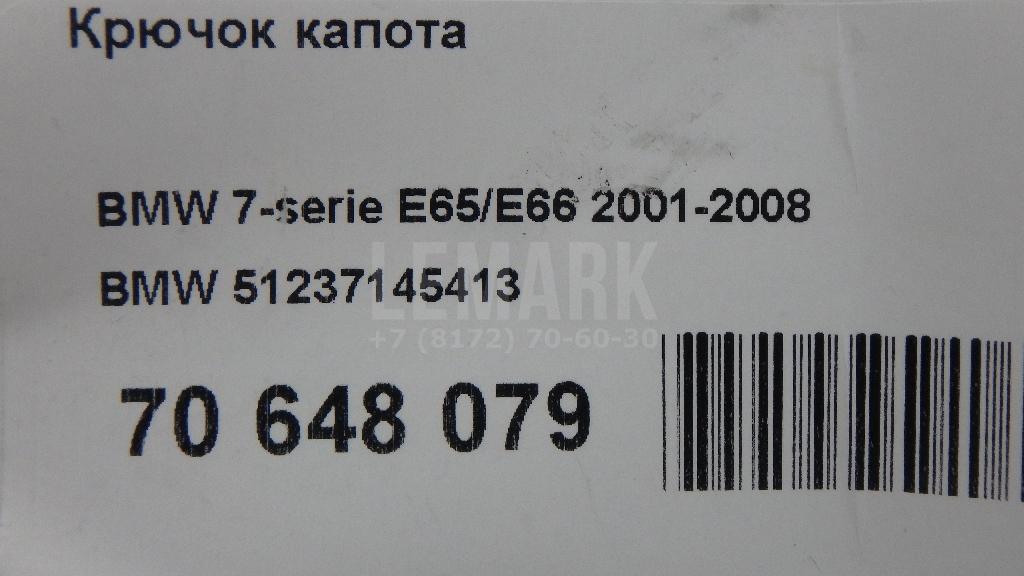 Крючок капота
BMW 7-serie E65/E66 2001-2008
BMW 51237145413
LEMARK
+7 (8172) 70-60-30
70 648 079